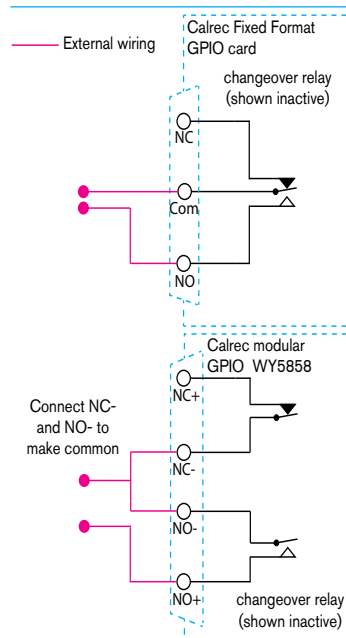 Calrec Fixed Format
GPIO card
External wiring
changeover relay
(shown inactive)
NC
Com
NO
Calrec modular
GPIO WY5858
NC+
Connect NC-
and NO- to
make common
NC-
NO-
NO+
changeover relay
(shown inactive)